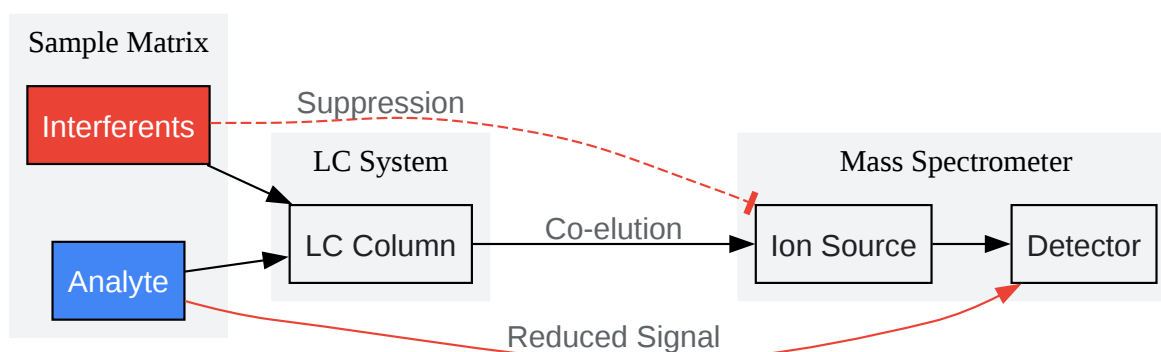 Sample Matrix
Interferents
Suppression
LC System
Mass Spectrometer
LC Column
Co-elution
Ion Source
Detector
Analyte
Reduced Signal